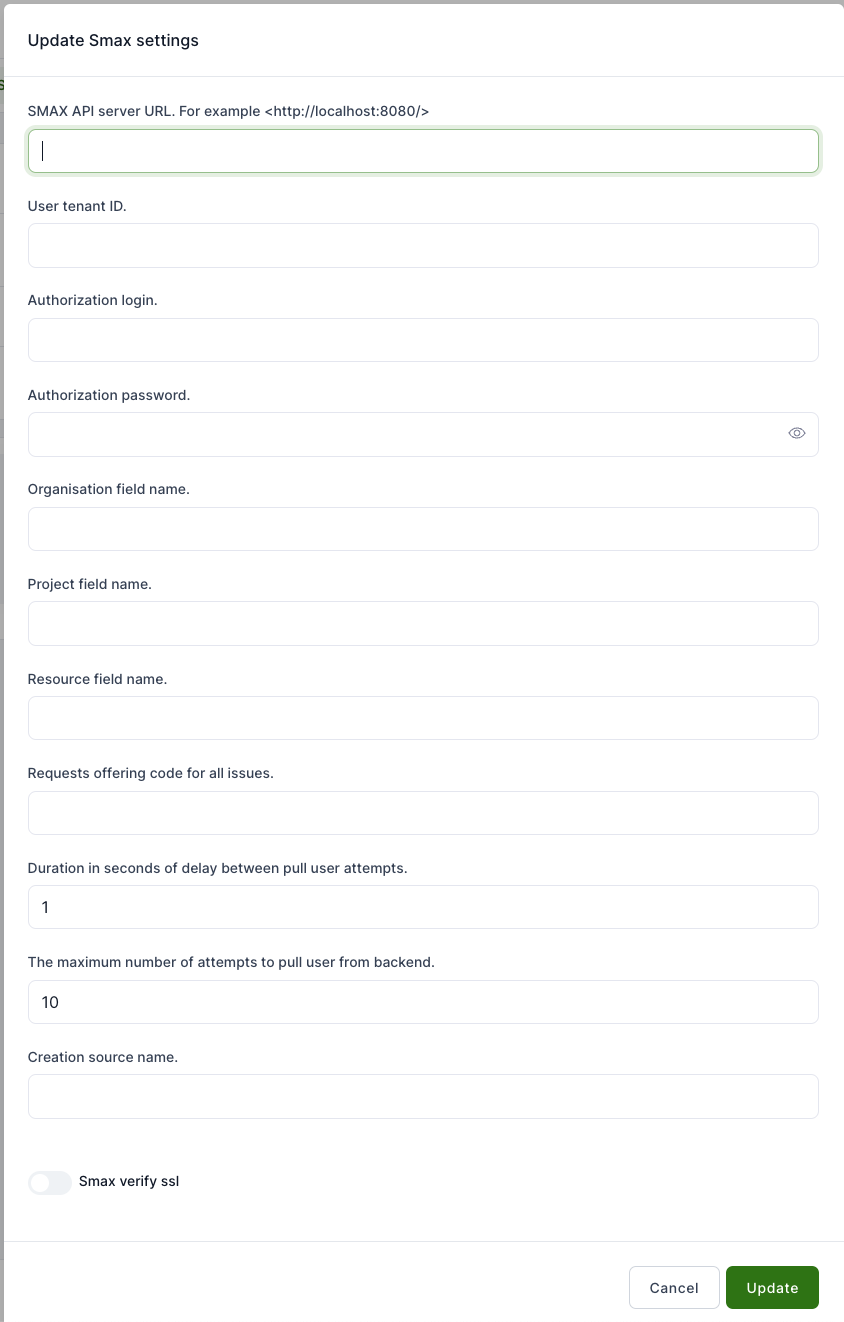 Update Smax settings
SMAX API server URL. For example <http://localhost:8080/>
User tenant ID.
Authorization login.
Authorization password.
Organisation field name.
Project field name.
Resource field name.
Requests offering code for all issues.
Duration in seconds of delay between pull user attempts.
1
The maximum number of attempts to pull user from backend.
10
Creation source name.
Smax verify ssl
Cancel
Update